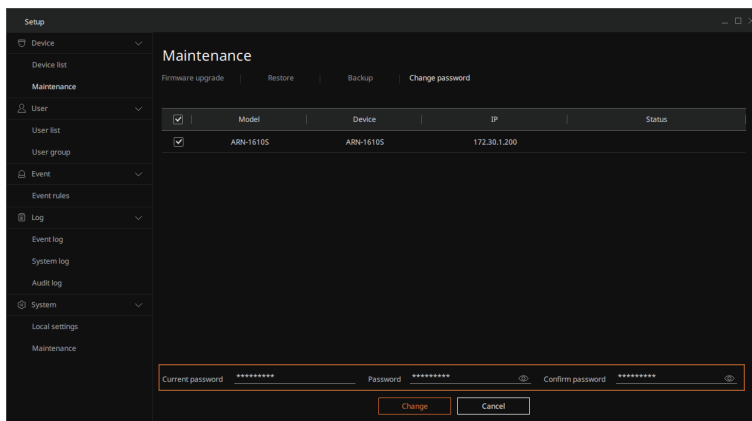 Setup
Device
Device list
Maintenance
User
User list
User group
Event
Event rules
Log
Event log
System log
Audit log
System
Local settings
Maintenance
Maintenance
Firmware upgrade Restore Backup Change password
Model Device IP Status
ARN-1610S ARN-1610S 172.30.1.200
Current password ********* Password ********* Confirm password *********
Change Cancel